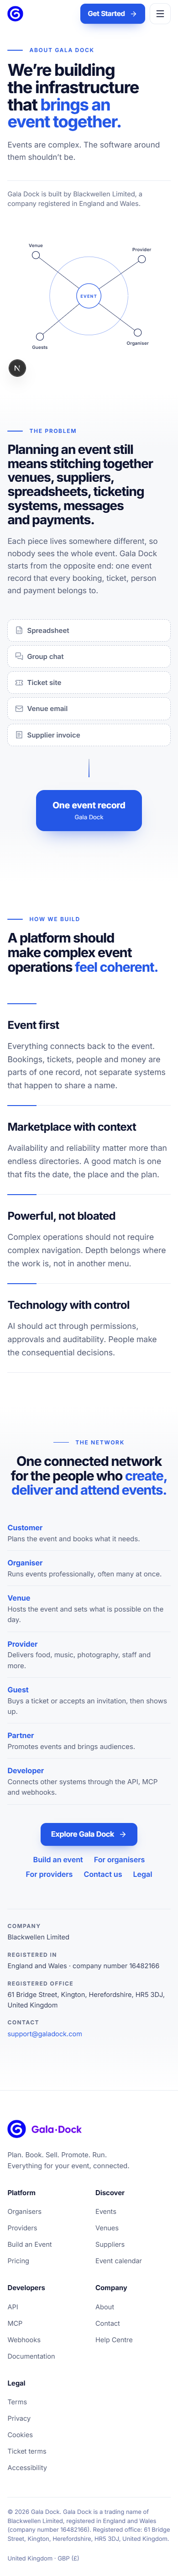 Get Started
ABOUT GALA DOCK
We're building
the infrastructure
that brings an
event together.
Events are complex. The software around
them shouldn't be.
Gala Dock is built by Blackwellen Limited, a
company registered in England and Wales.
Venue
Provider
EVENT
Guests
Organiser
N
THE PROBLEM
Planning an event still
means stitching together
venues, suppliers,
spreadsheets, ticketing
systems, messages
and payments.
Each piece lives somewhere different, so
nobody sees the whole event. Gala Dock
starts from the opposite end: one event
record that every booking, ticket, person
and payment belongs to.
Spreadsheet
Group chat
Ticket site
Venue email
Supplier invoice
One event record
Gala Dock
HOW WE BUILD
A platform should
make complex event
operations feel coherent.
Event first
Everything connects back to the event.
Bookings, tickets, people and money are
parts of one record, not separate systems
that happen to share a name.
Marketplace with context
Availability and reliability matter more than
endless directories. A good match is one
that fits the date, the place and the plan.
Powerful, not bloated
Complex operations should not require
complex navigation. Depth belongs where
the work is, not in another menu.
Technology with control
AI should act through permissions,
approvals and auditability. People make
the consequential decisions.
THE NETWORK
One connected network
for the people who create,
deliver and attend events.
Customer
Plans the event and books what it needs.
Organiser
Runs events professionally, often many at once.
Venue
Hosts the event and sets what is possible on the
day.
Provider
Delivers food, music, photography, staff and
more.
Guest
Buys a ticket or accepts an invitation, then shows
up.
Partner
Promotes events and brings audiences.
Developer
Connects other systems through the API, MCP
and webhooks.
Explore Gala Dock
Build an event For organisers
For providers Contact us Legal
COMPANY
Blackwellen Limited
REGISTERED IN
England and Wales · company number 16482166
REGISTERED OFFICE
61 Bridge Street, Kington, Herefordshire, HR5 3DJ,
United Kingdom
CONTACT
support@galadock.com
Gala·Dock
Plan. Book. Sell. Promote. Run.
Everything for your event, connected.
Platform
Organisers
Providers
Build an Event
Pricing
Discover
Events
Venues
Suppliers
Event calendar
Developers
API
MCP
Webhooks
Documentation
Company
About
Contact
Help Centre
Legal
Terms
Privacy
Cookies
Ticket terms
Accessibility
© 2026 Gala Dock. Gala Dock is a trading name of
Blackwellen Limited, registered in England and Wales
(company number 16482166). Registered office: 61 Bridge
Street, Kington, Herefordshire, HR5 3DJ, United Kingdom.
United Kingdom · GBP (£)